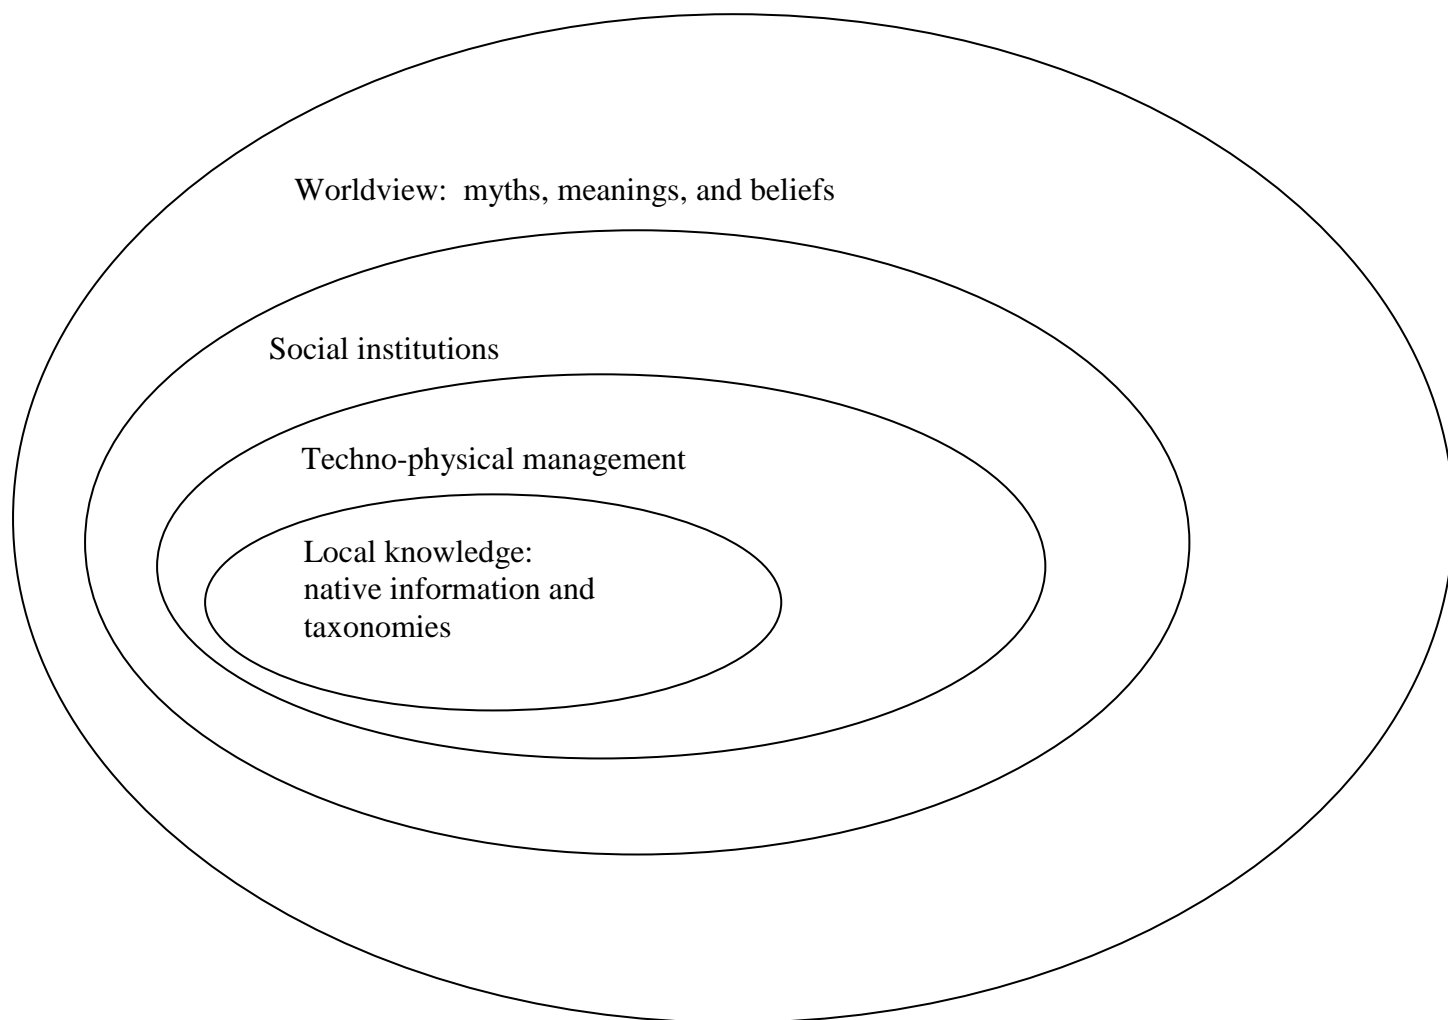 Worldview:  myths, meanings, and beliefs
Social institutions
Techno-physical management
Local knowledge:
native information and
taxonomies